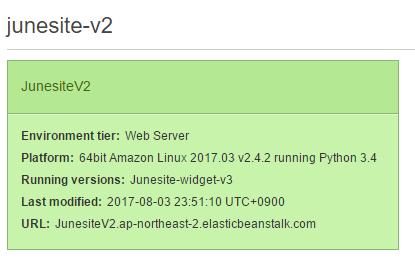 junesite-v2
JunesiteV2
Environment tier: Web Server
Platform: 64bit Amazon Linux 2017.03 v2.4.2 running Python 3.4
Running versions: Junesite-widget-v3
Last modified: 2017-08-03 23:51:10 UTC+0900
URL: JunesiteV2.ap-northeast-2.elasticbeanstalk.com